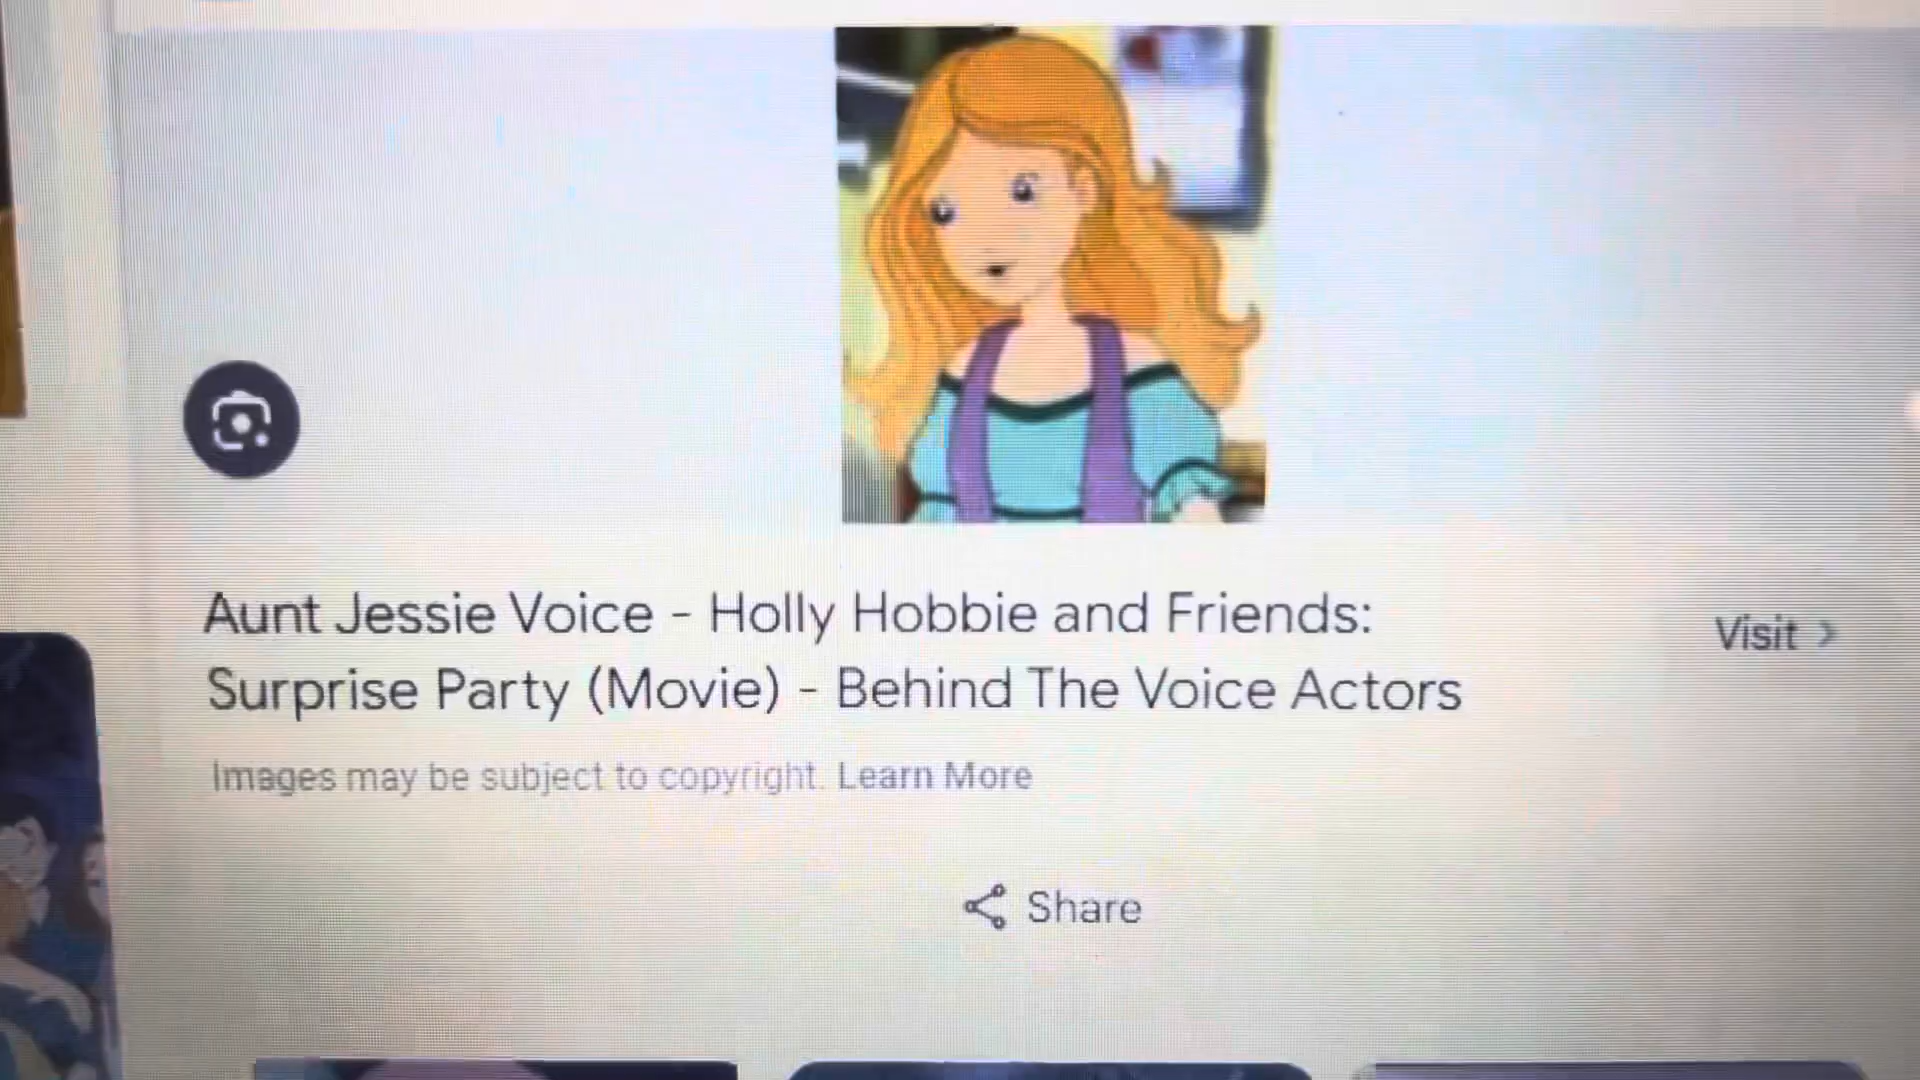 Aunt Jessie Voice - Holly Hobbie and Friends:
Surprise Party (Movie) - Behind The Voice Actors
Visit >
Images may be subject to copyright. Learn More
Share